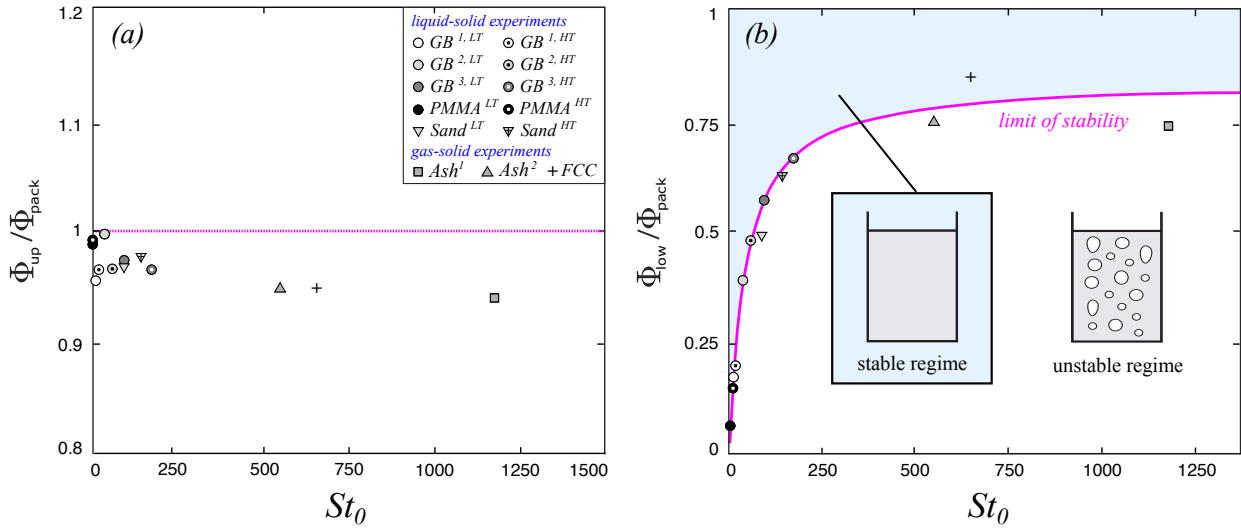 (a)
1.2
1.1
1
0.9
0.8
Φup/Φpack
0 250 500 750 1000 1250 1500
St0
liquid-solid experiments
GB 1, LT GB 1, HT
GB 2, LT GB 2, HT
GB 3, LT GB 3, HT
PMMA LT PMMA HT
Sand LT Sand HT
gas-solid experiments
Ash1 Ash2 +FCC
(b)
1
0.75
0.5
0.25
0
Φlow/Φpack
limit of stability
stable regime
unstable regime
0 250 500 750 1000 1250
St0